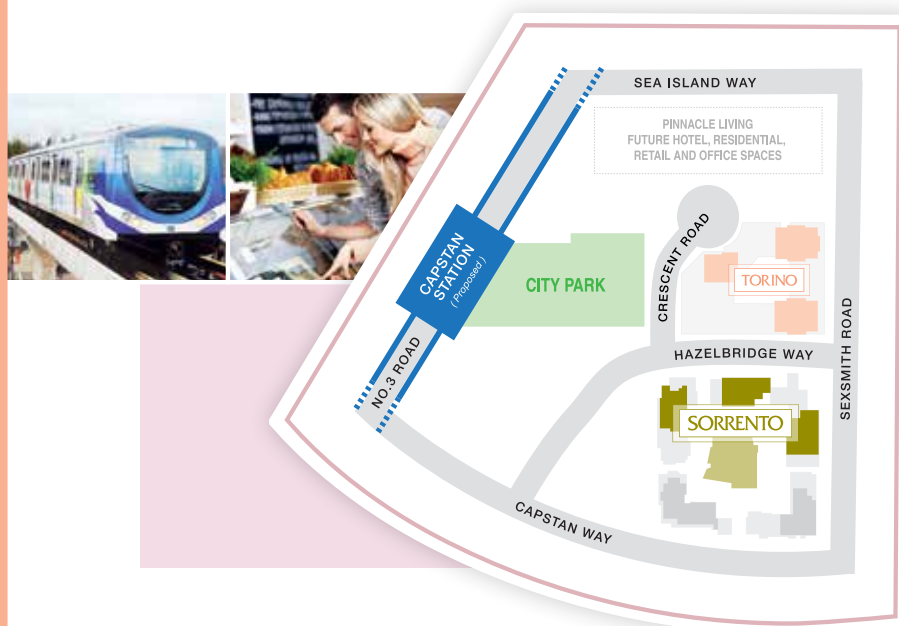 SEA ISLAND WAY
PINNACLE LIVING
FUTURE HOTEL, RESIDENTIAL,
RETAIL AND OFFICE SPACES
CAPSTAN
STATION
(Proposed)
CITY PARK
CRESCENT ROAD
TORINO
NO.3 ROAD
HAZELBRIDGE WAY
SEXSMITH ROAD
SORRENTO
CAPSTAN WAY